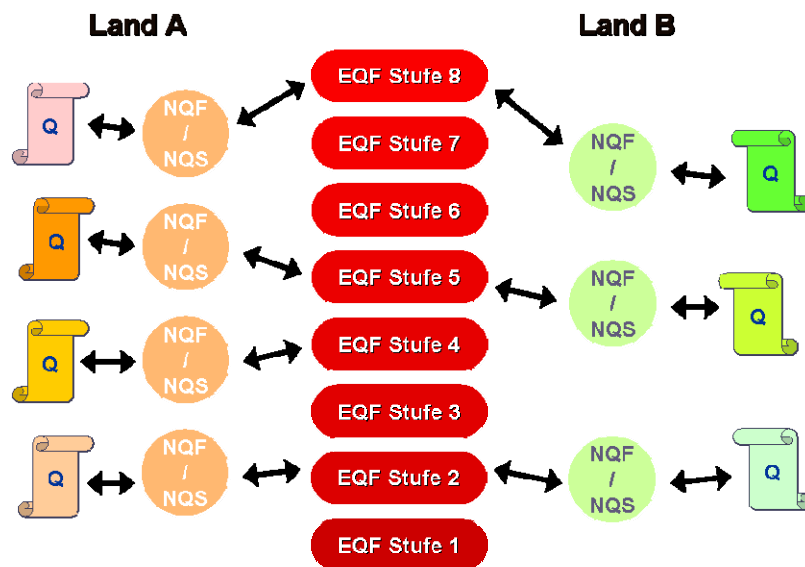 Land A
Land B
EQF Stufe 8
Q
NQF
/
NQS
EQF Stufe 7
NQF
/
NQS
Q
EQF Stufe 6
Q
NQF
/
NQS
EQF Stufe 5
NQF
/
NQS
Q
EQF Stufe 4
Q
NQF
/
NQS
EQF Stufe 3
EQF Stufe 2
Q
NQF
/
NQS
NQF
/
NQS
Q
EQF Stufe 1